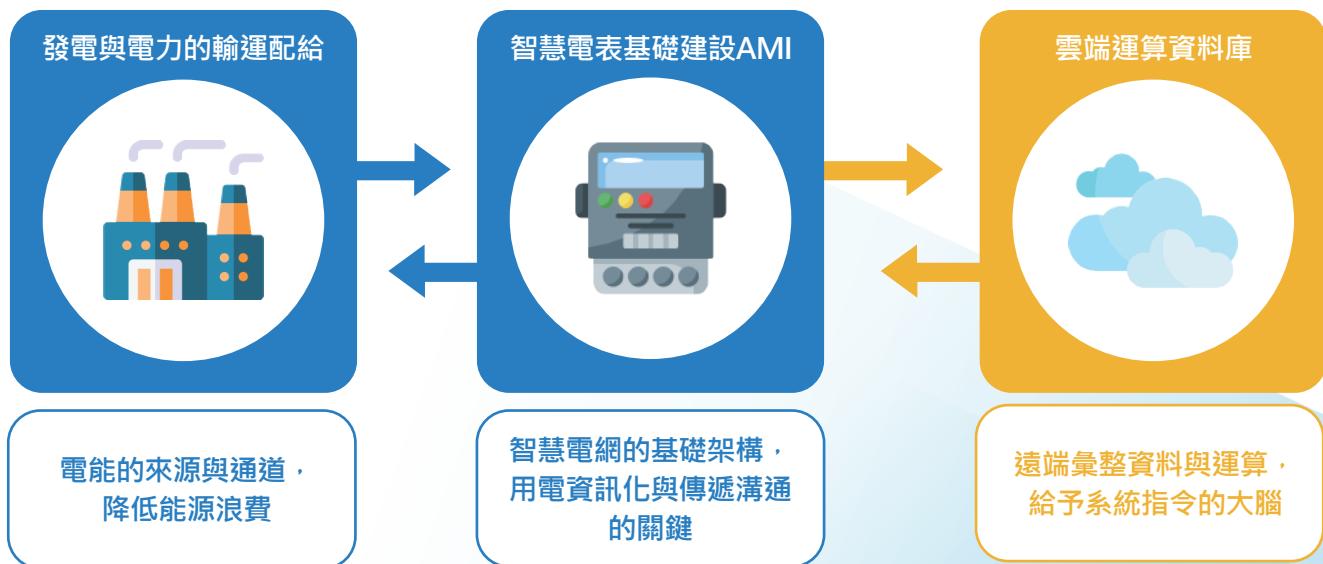 發電與電力的輸運配給
智慧電表基礎建設AMI
雲端運算資料庫
電能的來源與通道，
降低能源浪費
智慧電網的基礎架構，
用電資訊化與傳遞溝通
的關鍵
遠端彙整資料與運算，
給予系統指令的大腦